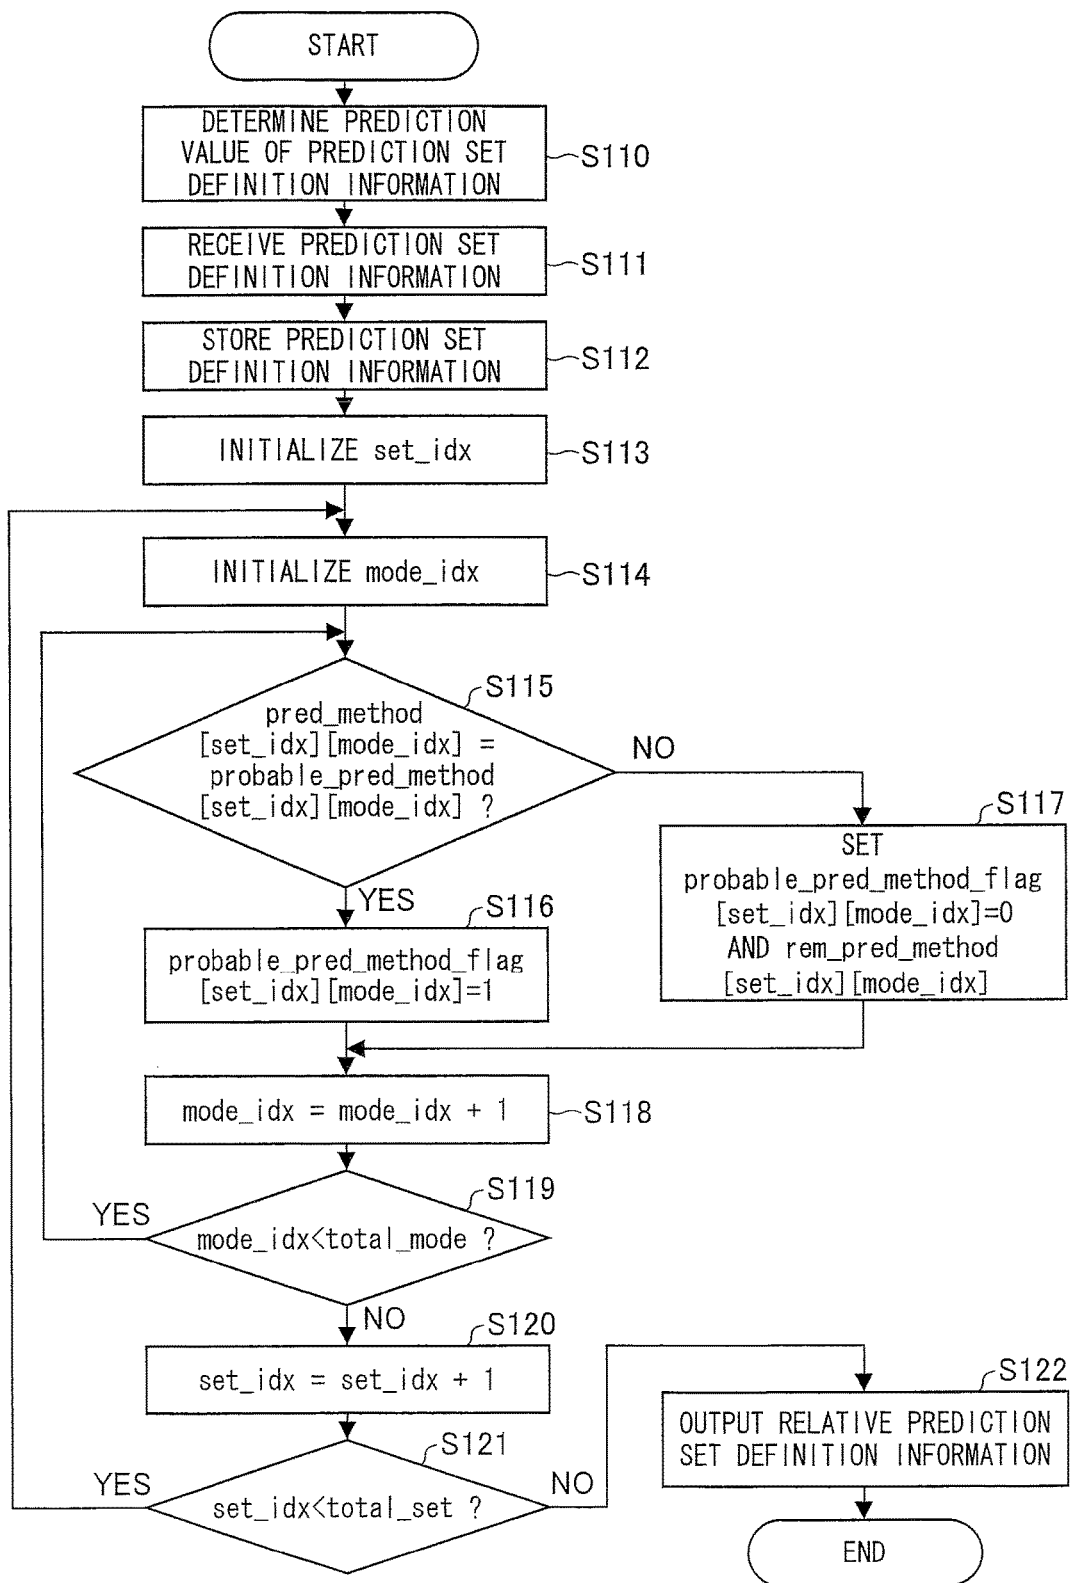 START
DETERMINE PREDICTION
VALUE OF PREDICTION SET
DEFINITION INFORMATION
S110
RECEIVE PREDICTION SET
DEFINITION INFORMATION
S111
STORE PREDICTION SET
DEFINITION INFORMATION
S112
INITIALIZE set_idx
S113
INITIALIZE mode_idx
S114
S115
pred_method
[set_idx][mode_idx] =
probable_pred_method
[set_idx][mode_idx] ?
NO
YES
S116
probable_pred_method_flag
[set_idx][mode_idx]=1
S117
SET
probable_pred_method_flag
[set_idx][mode_idx]=0
AND rem_pred_method
[set_idx][mode_idx]
mode_idx = mode_idx + 1
S118
S119
YES
mode_idx<total_mode ?
NO
S120
set_idx = set_idx + 1
S121
YES
set_idx<total_set ?
NO
S122
OUTPUT RELATIVE PREDICTION
SET DEFINITION INFORMATION
END